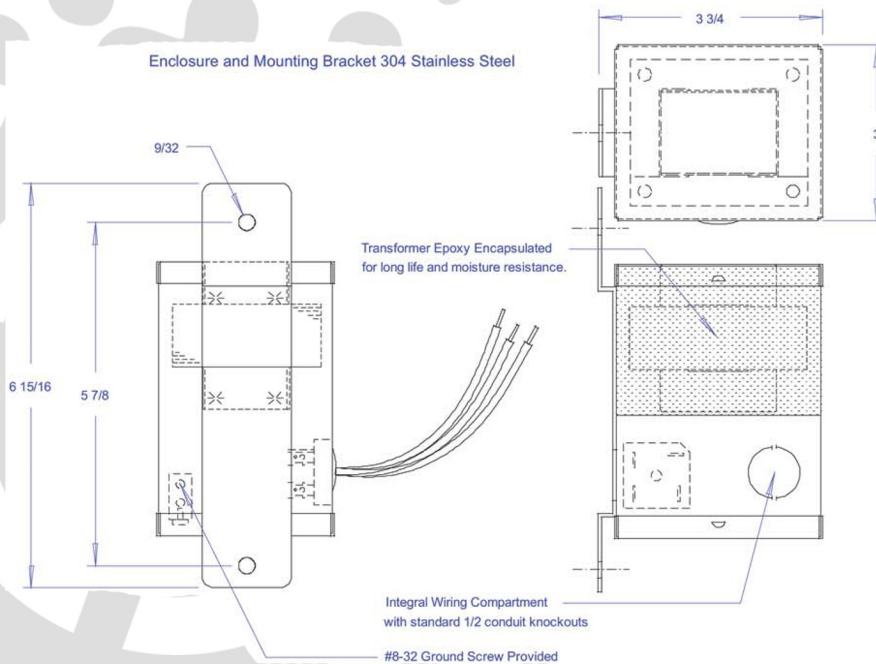 3 3/4
Enclosure and Mounting Bracket 304 Stainless Steel
9/32
Transformer Epoxy Encapsulated
for long life and moisture resistance.
6 15/16
5 7/8
Integral Wiring Compartment
with standard 1/2 conduit knockouts
#8-32 Ground Screw Provided